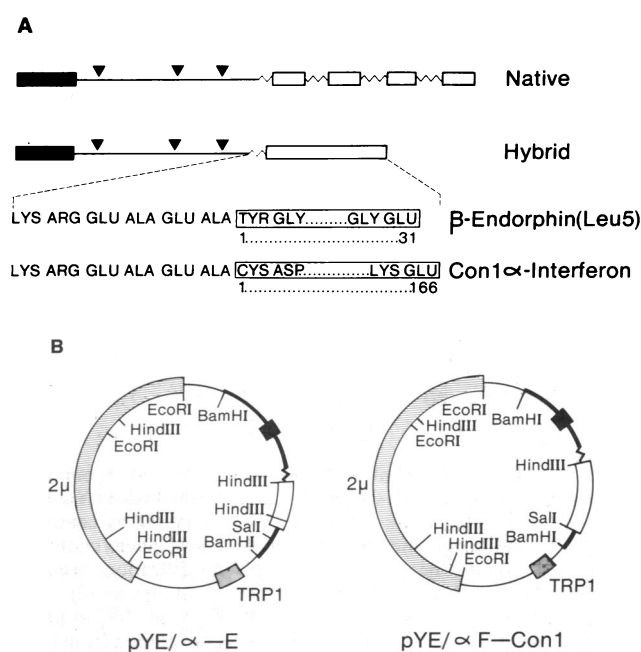 A
Native
Hybrid
LYS ARG GLU ALA GLU ALA TYR GLY.........GLY GLU β-Endorphin(Leu5)
1......................31
LYS ARG GLU ALA GLU ALA CYS ASP.............LYS GLU Con1α-Interferon
1........................166
B
EcoRI
BamHI
HindIII
EcoRI
2μ
HindIII
HindIII
SalI
HindIII
HindIII
BamHI
EcoRI
TRP1
pYE/α—E
EcoRI
BamHI
HindIII
EcoRI
HindIII
2μ
SalI
HindIII
BamHI
HindIII
EcoRI
TRP1
pYE/αF—Con1